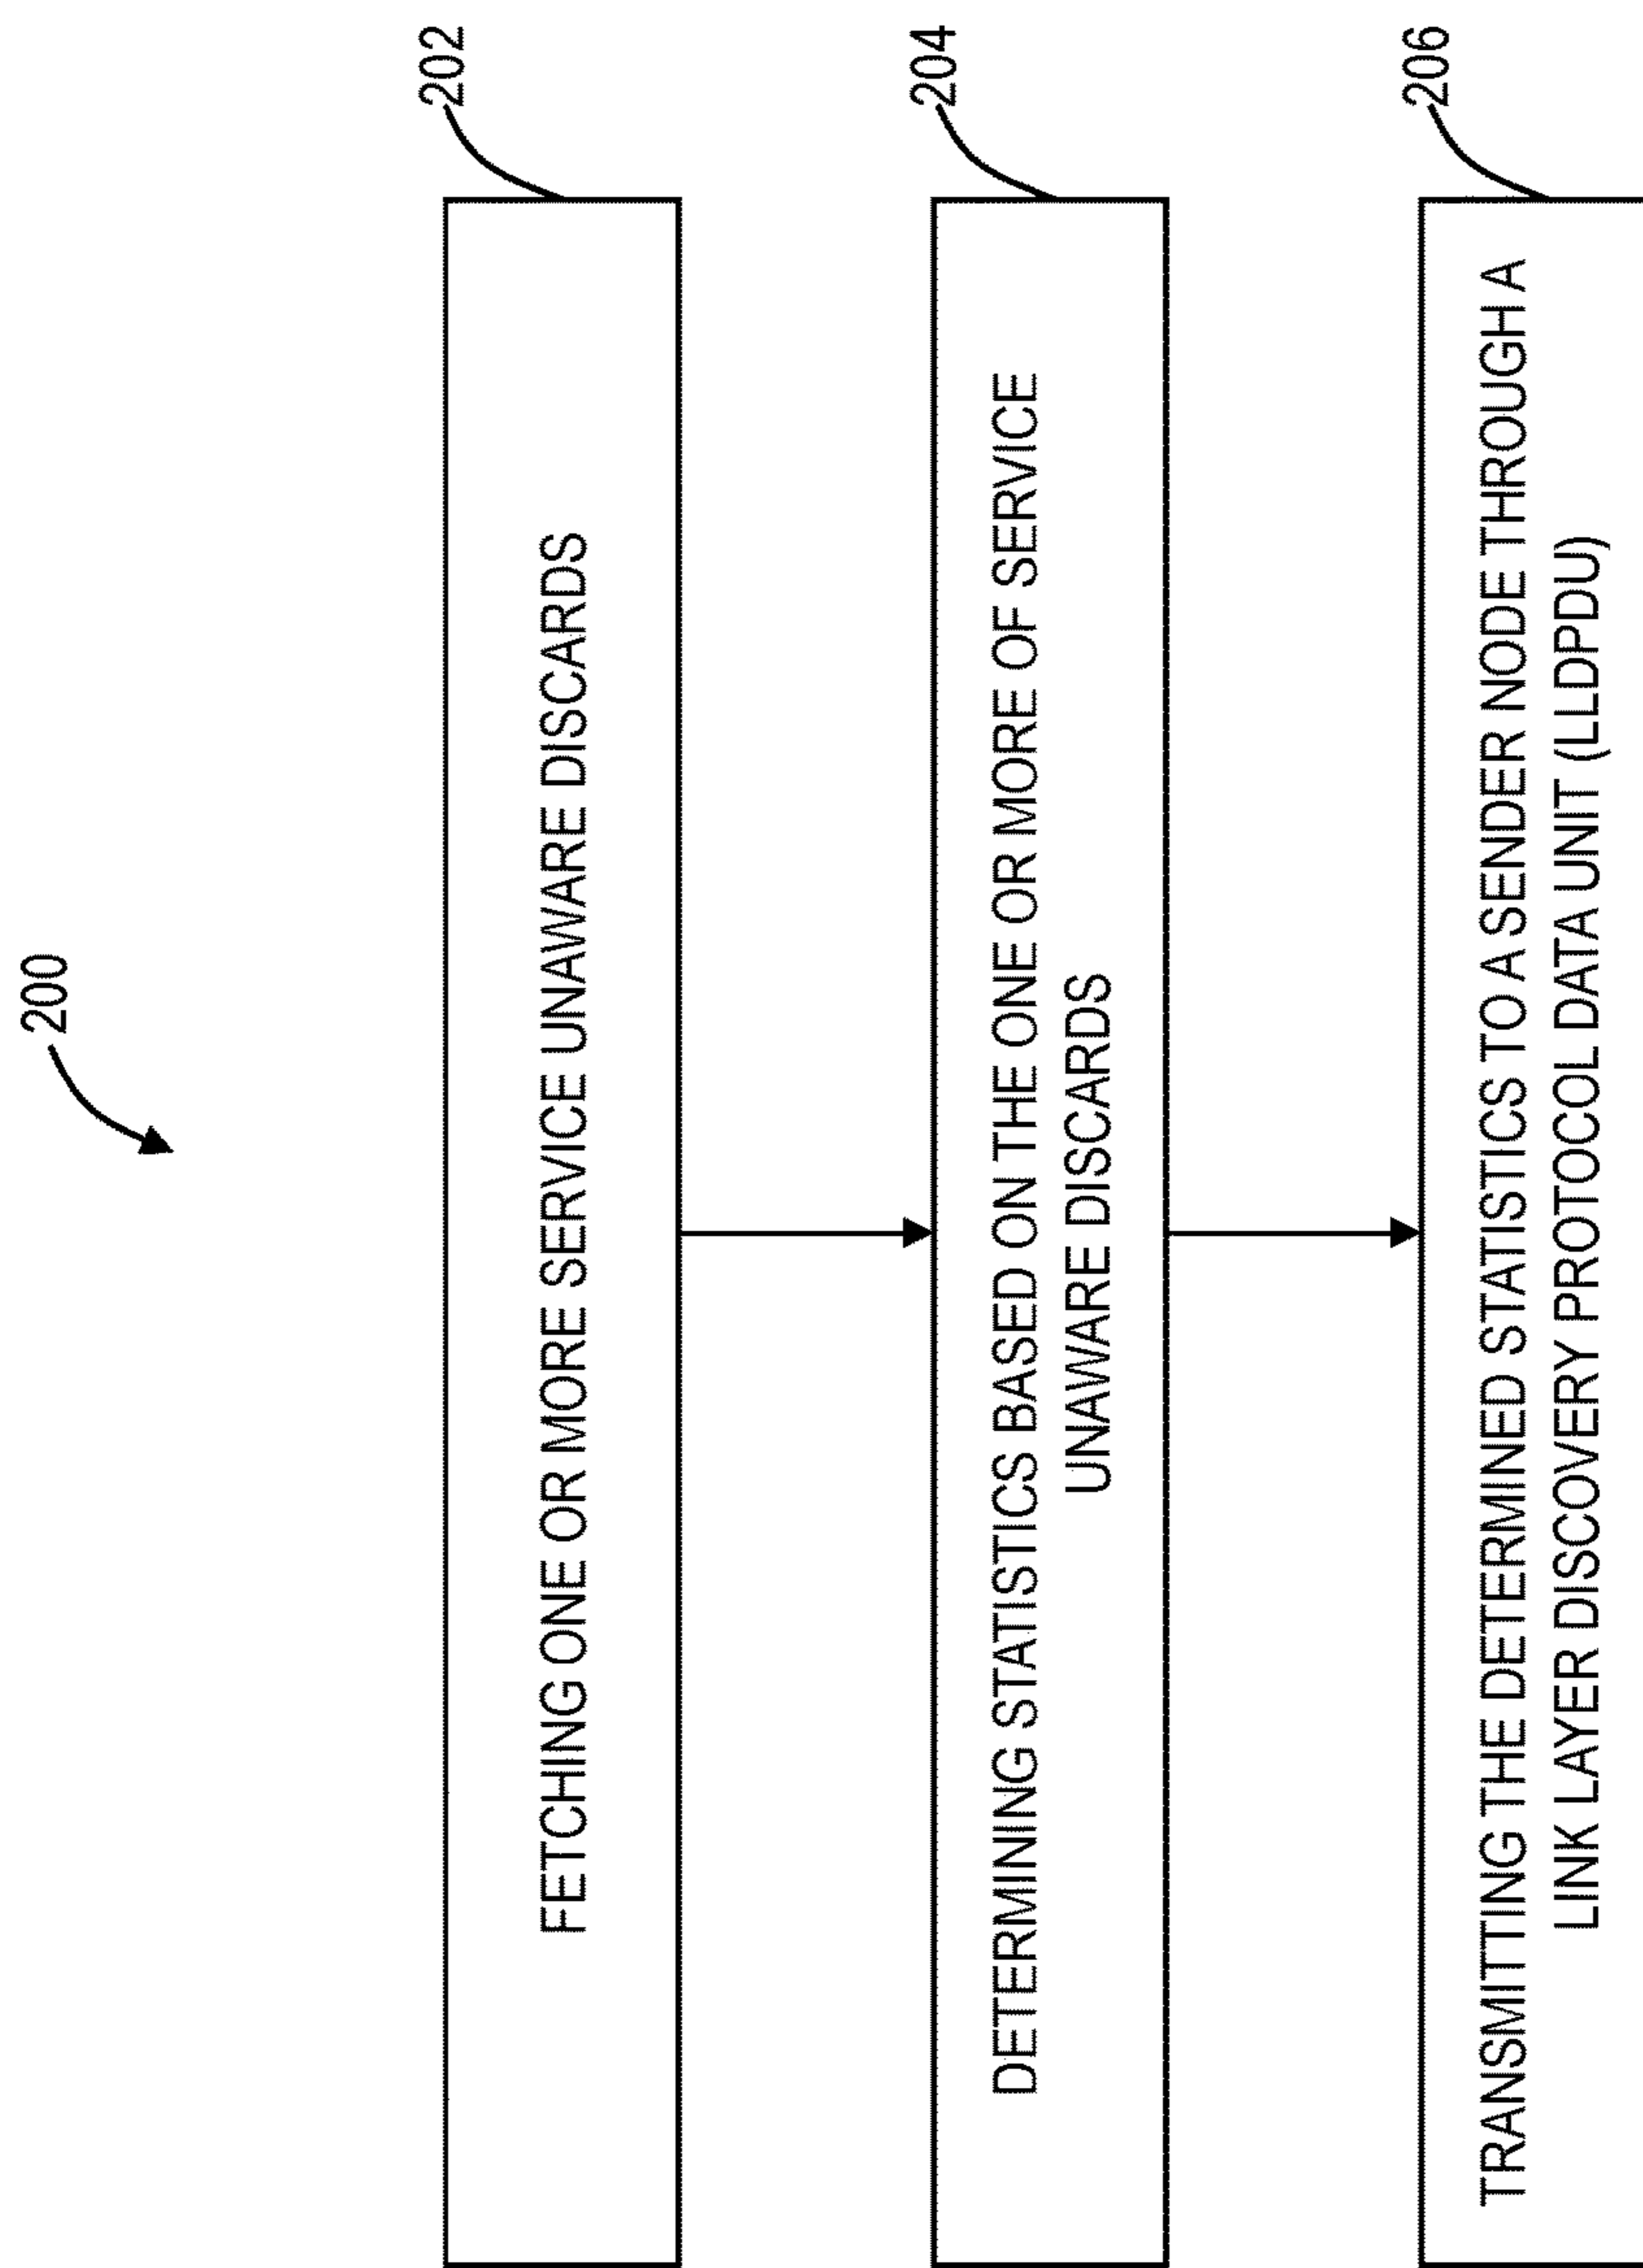 200
202
FETCHING ONE OR MORE SERVICE UNAWARE DISCARDS
204
DETERMINING STATISTICS BASED ON THE ONE OR MORE OF SERVICE
UNAWARE DISCARDS
206
TRANSMITTING THE DETERMINED STATISTICS TO A SENDER NODE THROUGH A
LINK LAYER DISCOVERY PROTOCOL DATA UNIT (LLDPDU)